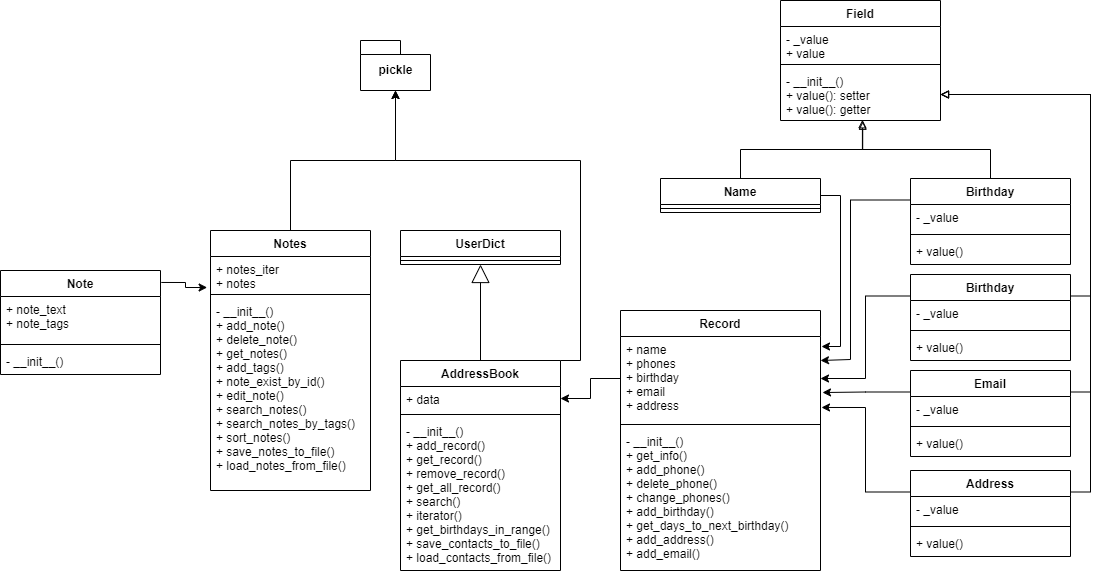 Field
- _value
+ value
- __init__()
+ value(): setter
+ value(): getter
pickle
Name
Birthday
- _value
+ value()
Notes
+ notes_iter
+ notes
- __init__()
+ add_note()
+ delete_note()
+ get_notes()
+ add_tags()
+ note_exist_by_id()
+ edit_note()
+ search_notes()
+ search_notes_by_tags()
+ sort_notes()
+ save_notes_to_file()
+ load_notes_from_file()
UserDict
Note
+ note_text
+ note_tags
- __init__()
Birthday
- _value
+ value()
Record
+ name
+ phones
+ birthday
+ email
+ address
- __init__()
+ get_info()
+ add_phone()
+ delete_phone()
+ change_phones()
+ add_birthday()
+ get_days_to_next_birthday()
+ add_address()
+ add_email()
AddressBook
+ data
- __init__()
+ add_record()
+ get_record()
+ remove_record()
+ get_all_record()
+ search()
+ iterator()
+ get_birthdays_in_range()
+ save_contacts_to_file()
+ load_contacts_from_file()
Email
- _value
+ value()
Address
- _value
+ value()